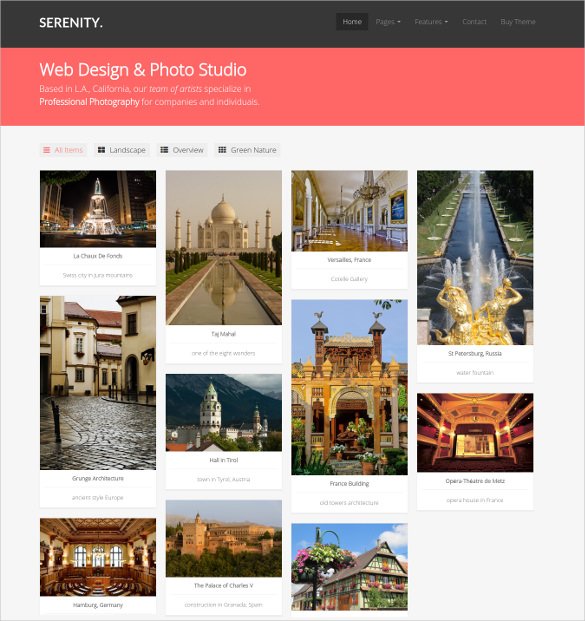 SERENITY.
Home
Pages
Features
Contact
Buy Theme
Web Design & Photo Studio
Based in L.A., California, our team of artists specialize in
Professional Photography for companies and individuals.
All Items
Landscape
Overview
Green Nature
La Chaux De Fonds
Swiss city in jura mountains
Grunge Architecture
ancient style Europe
Hamburg, Germany
Taj Mahal
one of the eight wonders
Hall in Tirol
town in Tyrol, Austria
The Palace of Charles V
construction in Granada, Spain
Versailles, France
Cotelle Gallery
France Building
old towers architecture
St Petersburg, Russia
water fountain
Opéra-Théatre de Metz
opera house in France